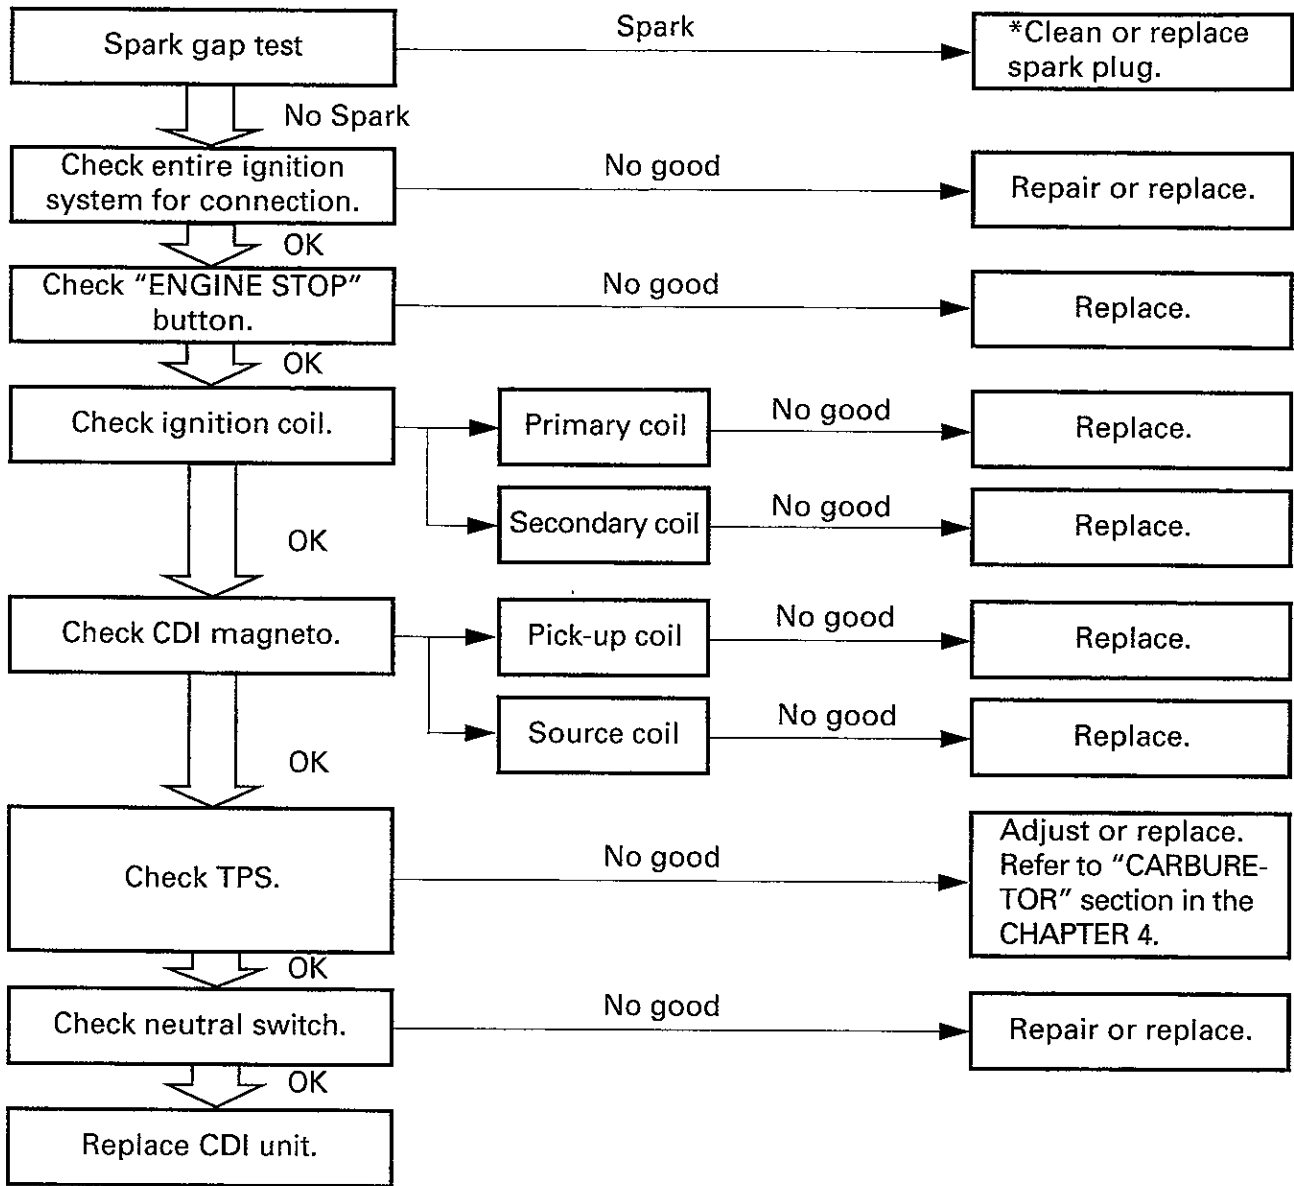 Spark gap test
Spark
*Clean or replace
spark plug.
No Spark
Check entire ignition
system for connection.
No good
Repair or replace.
OK
Check “ENGINE STOP”
button.
No good
Replace.
OK
Check ignition coil.
Primary coil
No good
Replace.
Secondary coil
No good
Replace.
OK
Check CDI magneto.
Pick-up coil
No good
Replace.
Source coil
No good
Replace.
OK
Check TPS.
No good
Adjust or replace.
Refer to “CARBURE-
TOR” section in the
CHAPTER 4.
OK
Check neutral switch.
No good
Repair or replace.
OK
Replace CDI unit.